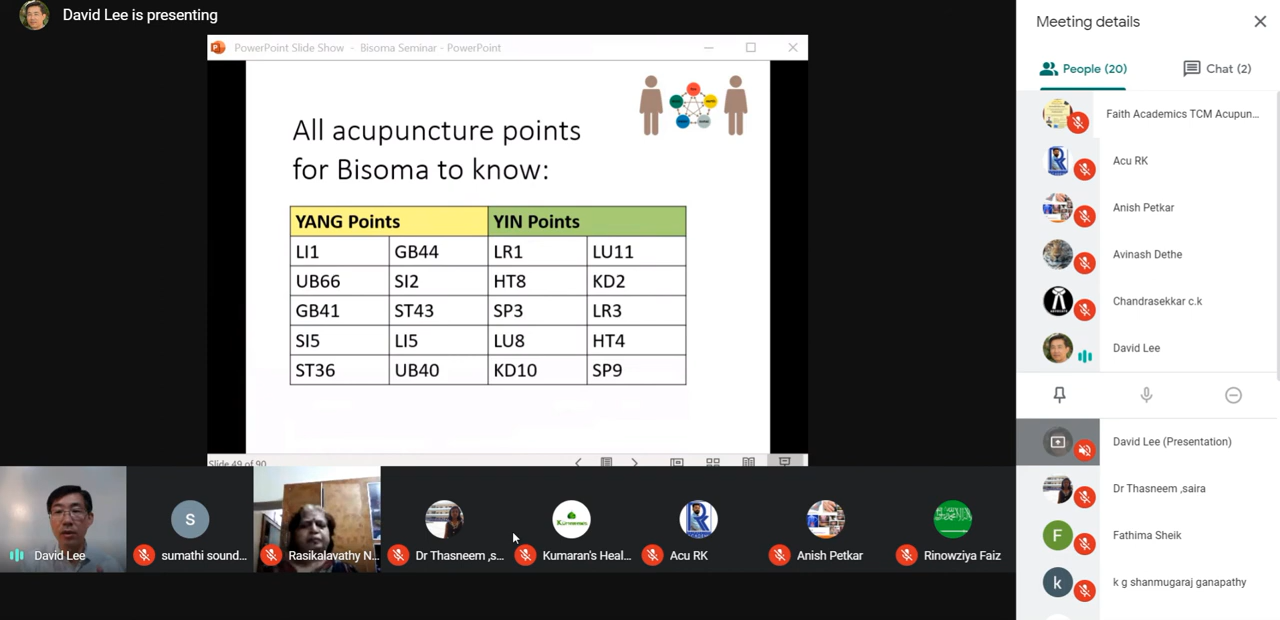 David Lee is presenting
PowerPoint Slide Show - Bisoma Seminar - PowerPoint
All acupuncture points
for Bisoma to know:
YANG Points YIN Points
LI1 GB44 LR1 LU11
UB66 SI2 HT8 KD2
GB41 ST43 SP3 LR3
SI5 LI5 LU8 HT4
ST36 UB40 KD10 SP9
Slide 49 of 90
David Lee
S
sumathi sound...
Rasikalavathy N...
Dr Thasneem ,s...
Kumaran's Heal...
Acu RK
Anish Petkar
Rinowziya Faiz
Meeting details
People (20) Chat (2)
Faith Academics TCM Acupun...
Acu RK
Anish Petkar
Avinash Dethe
Chandrasekkar c.k
David Lee
David Lee (Presentation)
Dr Thasneem ,saira
F
Fathima Sheik
k
k g shanmugaraj ganapathy